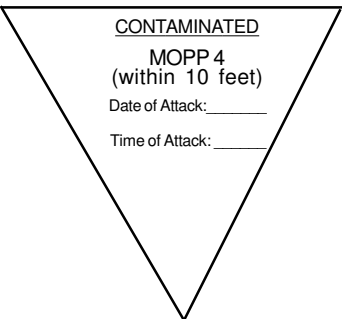 CONTAMINATED
MOPP 4
(within 10 feet)
Date of Attack:_______
Time of Attack: ______